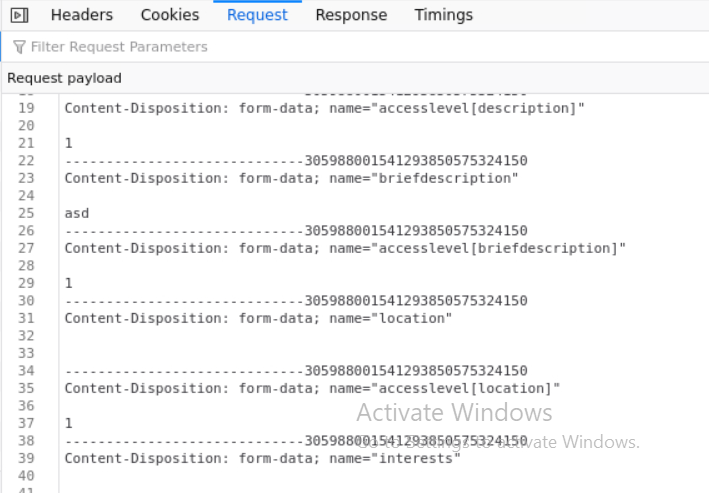 Headers Cookies Request Response Timings
Filter Request Parameters
Request payload
19 Content-Disposition: form-data; name="accesslevel[description]"
20
21 1
22 -----------------------------305988001541293850575324150
23 Content-Disposition: form-data; name="briefdescription"
24
25 asd
26 -----------------------------305988001541293850575324150
27 Content-Disposition: form-data; name="accesslevel[briefdescription]"
28
29 1
30 -----------------------------305988001541293850575324150
31 Content-Disposition: form-data; name="location"
32
33
34 -----------------------------305988001541293850575324150
35 Content-Disposition: form-data; name="accesslevel[location]"
36
37 1
Activate Windows
38 -----------------------------305988001541293850575324150
Go to Settings to activate Windows.
39 Content-Disposition: form-data; name="interests"
40